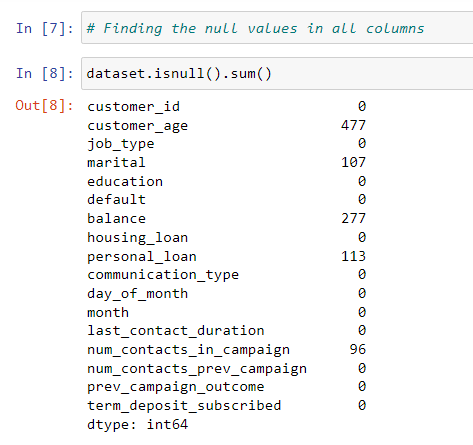 In [7]: # Finding the null values in all columns
In [8]: dataset.isnull().sum()
Out[8]: customer_id 0
customer_age 477
job_type 0
marital 107
education 0
default 0
balance 277
housing_loan 0
personal_loan 113
communication_type 0
day_of_month 0
month 0
last_contact_duration 0
num_contacts_in_campaign 96
num_contacts_prev_campaign 0
prev_campaign_outcome 0
term_deposit_subscribed 0
dtype: int64